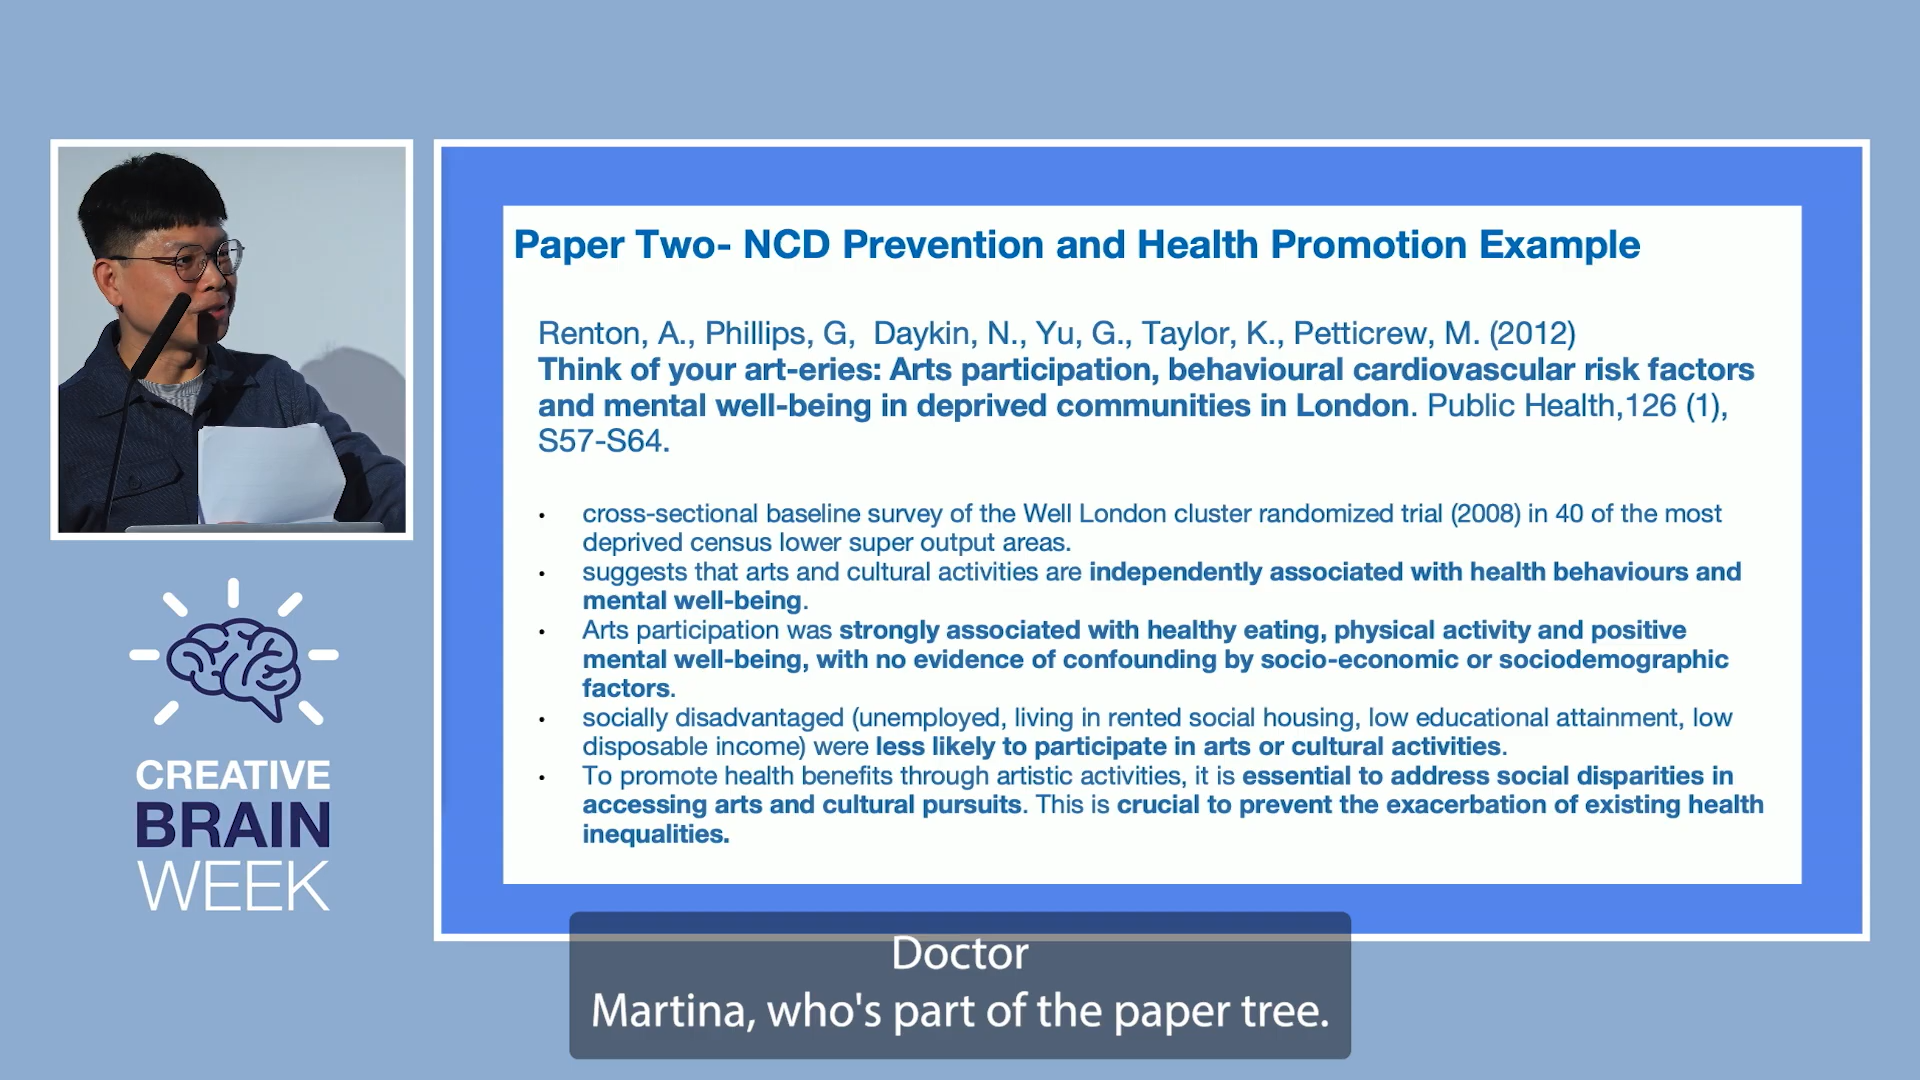 Paper Two- NCD Prevention and Health Promotion Example
Renton, A., Phillips, G, Daykin, N., Yu, G., Taylor, K., Petticrew, M. (2012)
Think of your art-eries: Arts participation, behavioural cardiovascular risk factors
and mental well-being in deprived communities in London. Public Health,126 (1),
S57-S64.
• cross-sectional baseline survey of the Well London cluster randomized trial (2008) in 40 of the most
deprived census lower super output areas.
• suggests that arts and cultural activities are independently associated with health behaviours and
mental well-being.
• Arts participation was strongly associated with healthy eating, physical activity and positive
mental well-being, with no evidence of confounding by socio-economic or sociodemographic
factors.
• socially disadvantaged (unemployed, living in rented social housing, low educational attainment, low
disposable income) were less likely to participate in arts or cultural activities.
• To promote health benefits through artistic activities, it is essential to address social disparities in
accessing arts and cultural pursuits. This is crucial to prevent the exacerbation of existing health
inequalities.
CREATIVE
BRAIN
WEEK
Doctor
Martina, who's part of the paper tree.